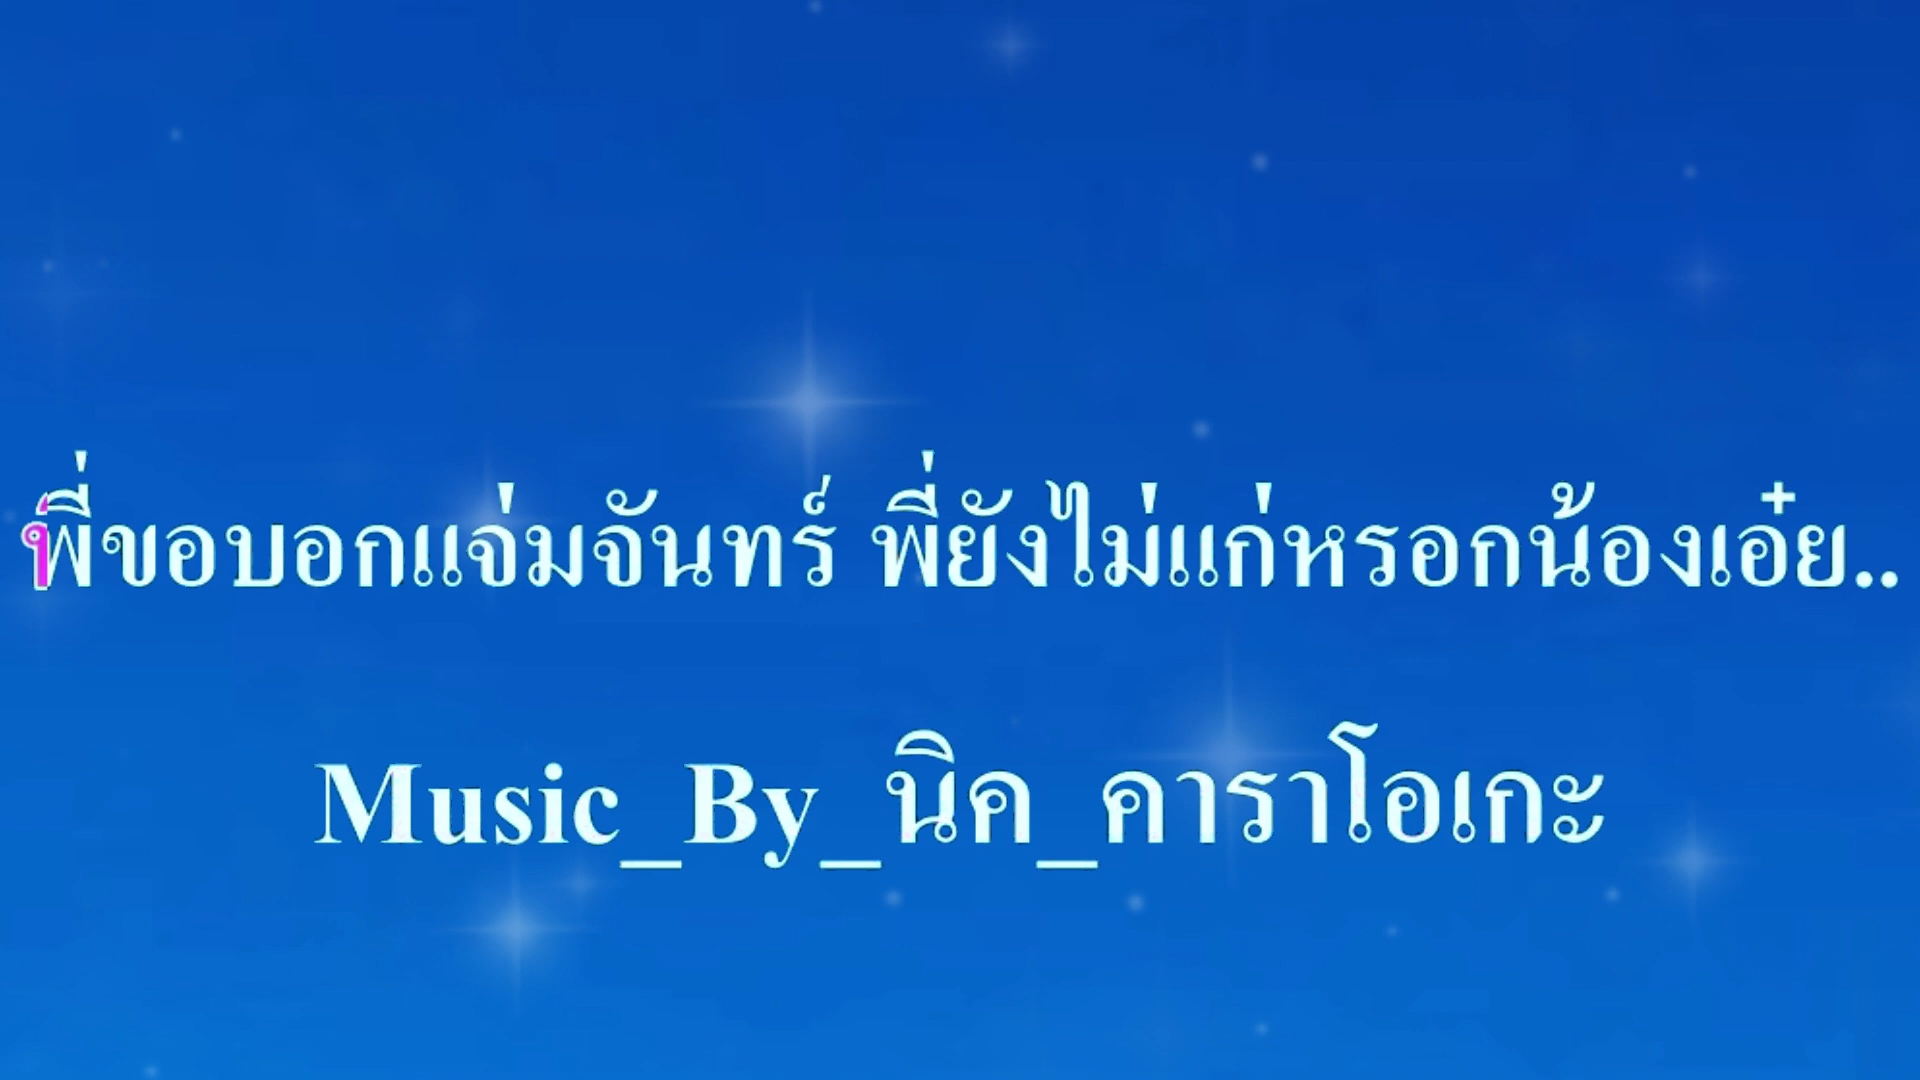 พี่ขอบอกแจ่มจันทร์ พี่ยังไม่แก่หรอกน้องเอ๋ย..
Music_By_นิค_คาราโอเกะ